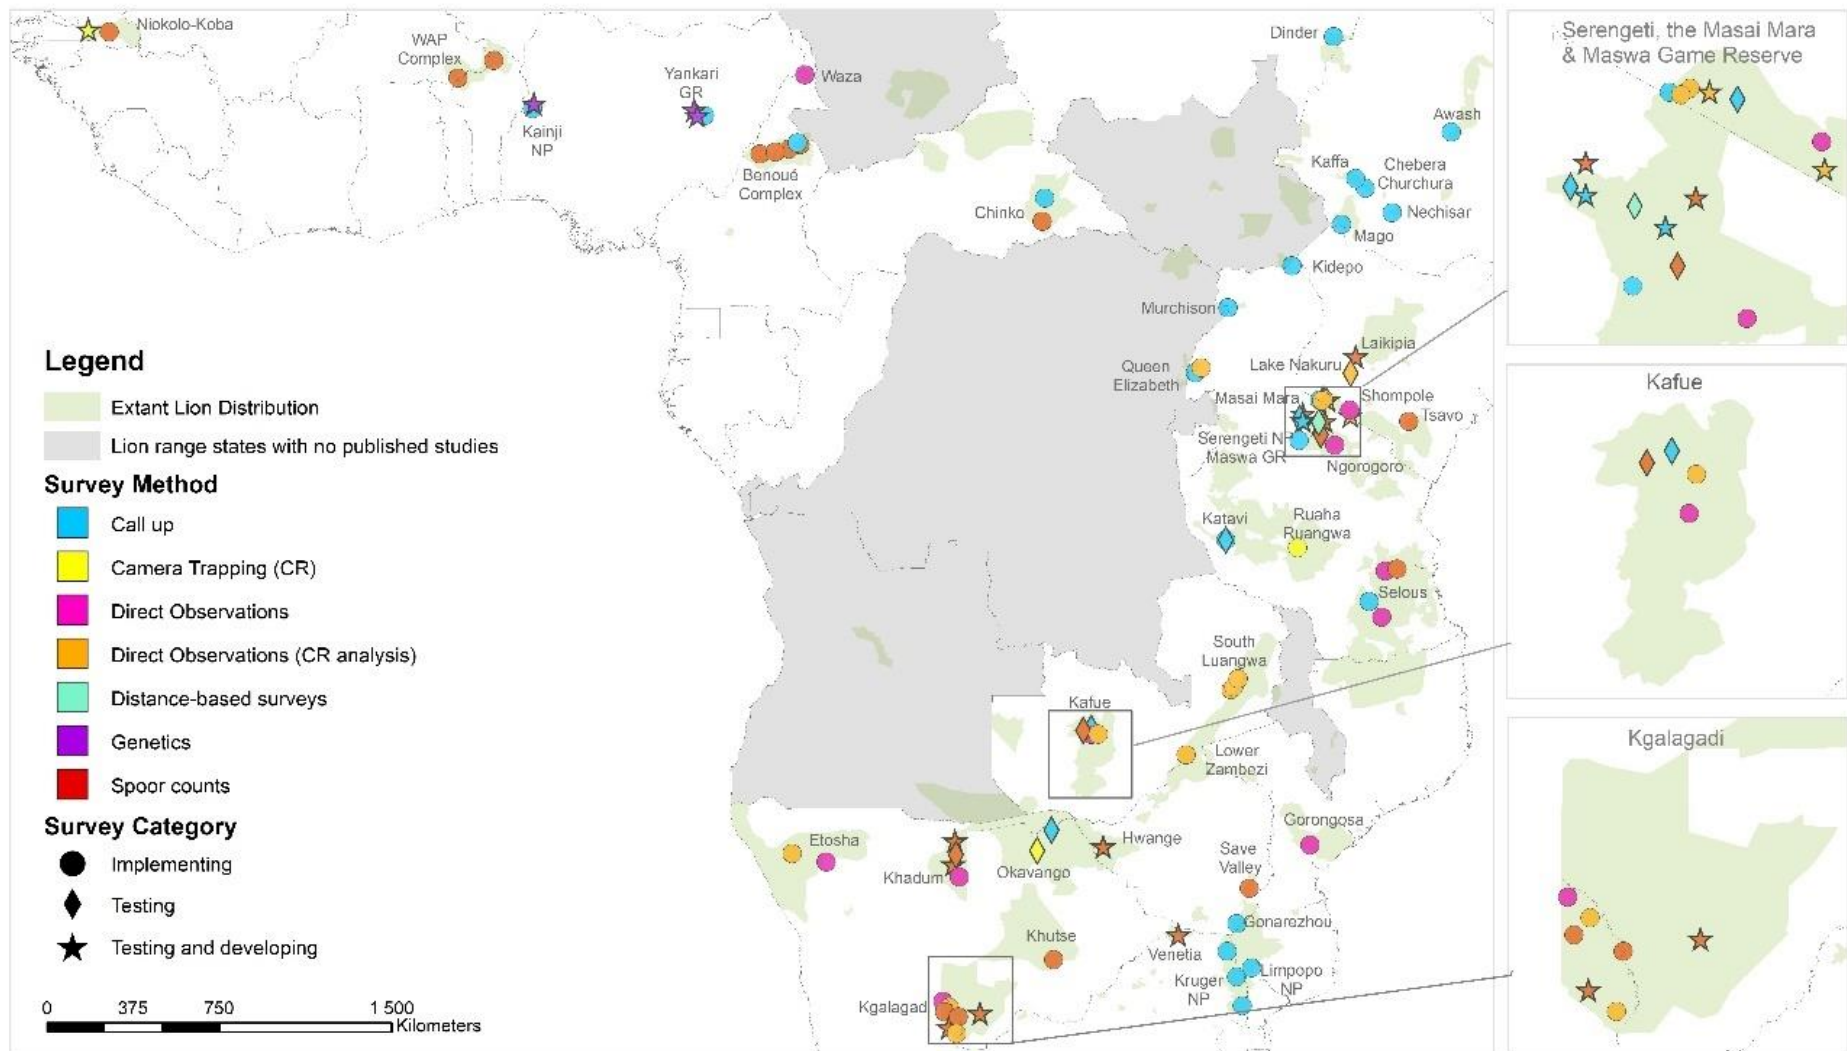 Niokolo-Koba
WAP
Complex
Kainji
NP
Yankari
GR
Waza
Benoué
Complex
Chinko
Dinder
Awash
Kaffa
Chebera
Churchura
Nechisar
Mago
Kidepo
Murchison
Queen
Elizabeth
Laikipia
Lake Nakuru
Masai Mara
Shompole
Tsavo
Serengeti NP
Maswa GR
Ngorogoro
Katavi
Ruaha
Ruangwa
Selous
South
Luangwa
Kafue
Lower
Zambezi
Etosha
Khadum
Okavango
Hwange
Gorongosa
Save
Valley
Gonarezhou
Khutse
Venetia
Kruger
NP
Limpopo
NP
Kgalagad
Legend
Extant Lion Distribution
Lion range states with no published studies
Survey Method
Call up
Camera Trapping (CR)
Direct Observations
Direct Observations (CR analysis)
Distance-based surveys
Genetics
Spoor counts
Survey Category
Implementing
Testing
Testing and developing
0 375 750 1 500
Kilometers
Serengeti, the Masai Mara
& Maswa Game Reserve
Kafue
Kgalagadi